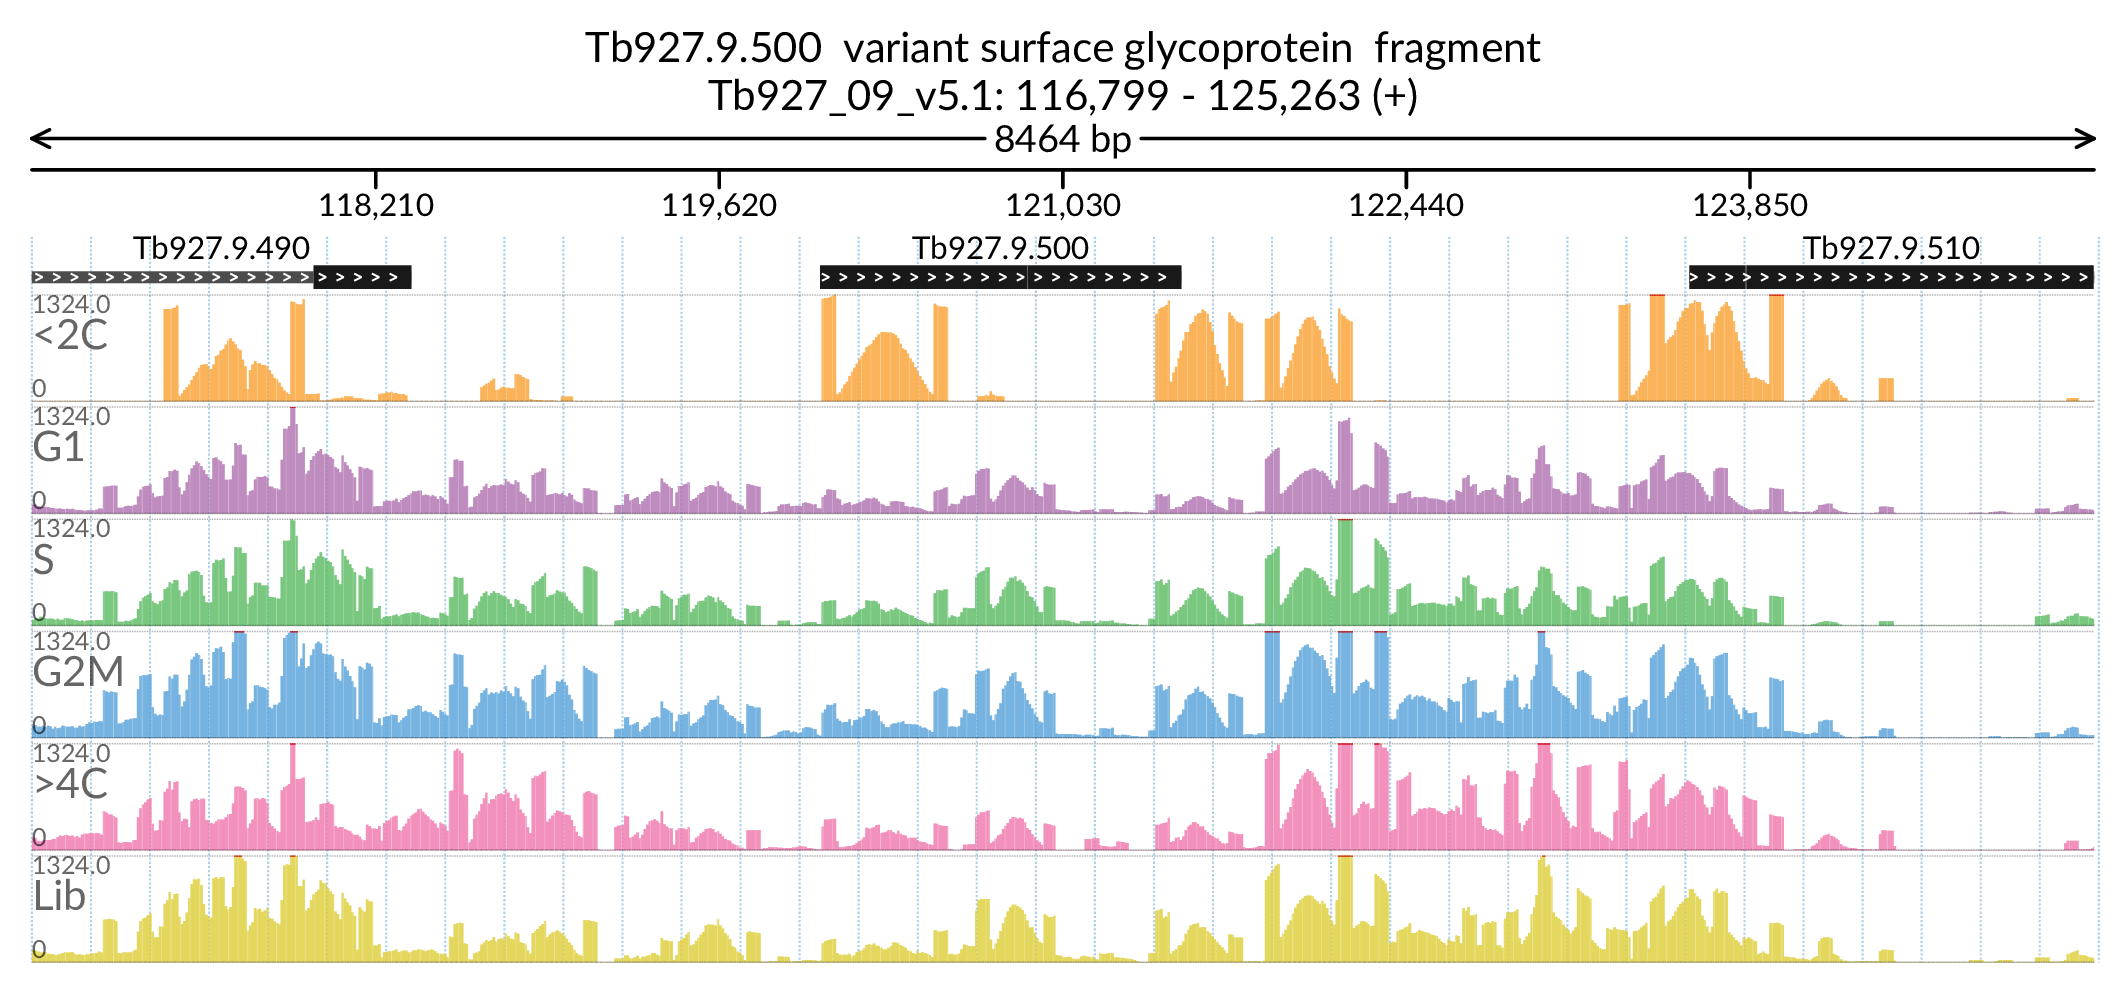 Tb927.9.500 variant surface glycoprotein fragment
Tb927_09_v5.1: 116,799 - 125,263 (+)
8464 bp
118,210 119,620 121,030 122,440 123,850
Tb927.9.490 Tb927.9.500 Tb927.9.510
1324.0
<2C
0
1324.0
G1
0
1324.0
S
0
1324.0
G2M
0
1324.0
>4C
0
1324.0
Lib
0